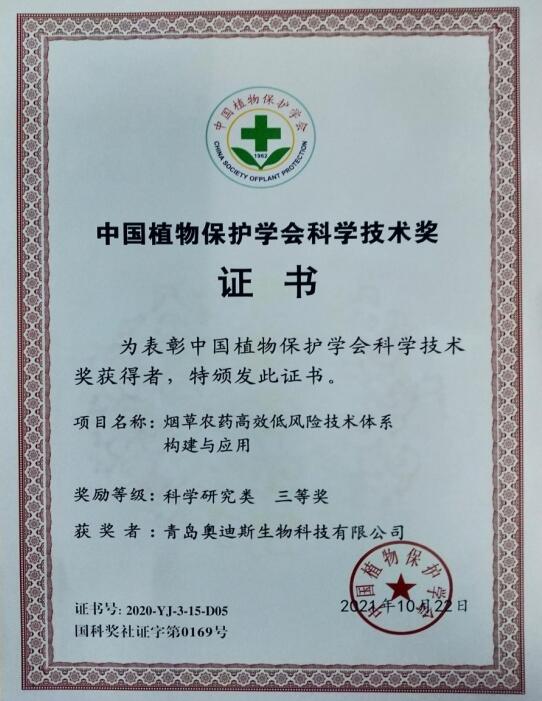 中国植物保护学会
1962
CHINA SOCIETY OFPLANT PROTECTION
中国植物保护学会科学技术奖
证书
为表彰中国植物保护学会科学技术
奖获得者，特颁发此证书。
项目名称：烟草农药高效低风险技术体系
构建与应用
奖励等级：科学研究类 三等奖
获奖者：青岛奥迪斯生物科技有限公司
中国植物保护学会
证书号: 2020-YJ-3-15-D05
2021年10月22日
国科奖社证字第0169号